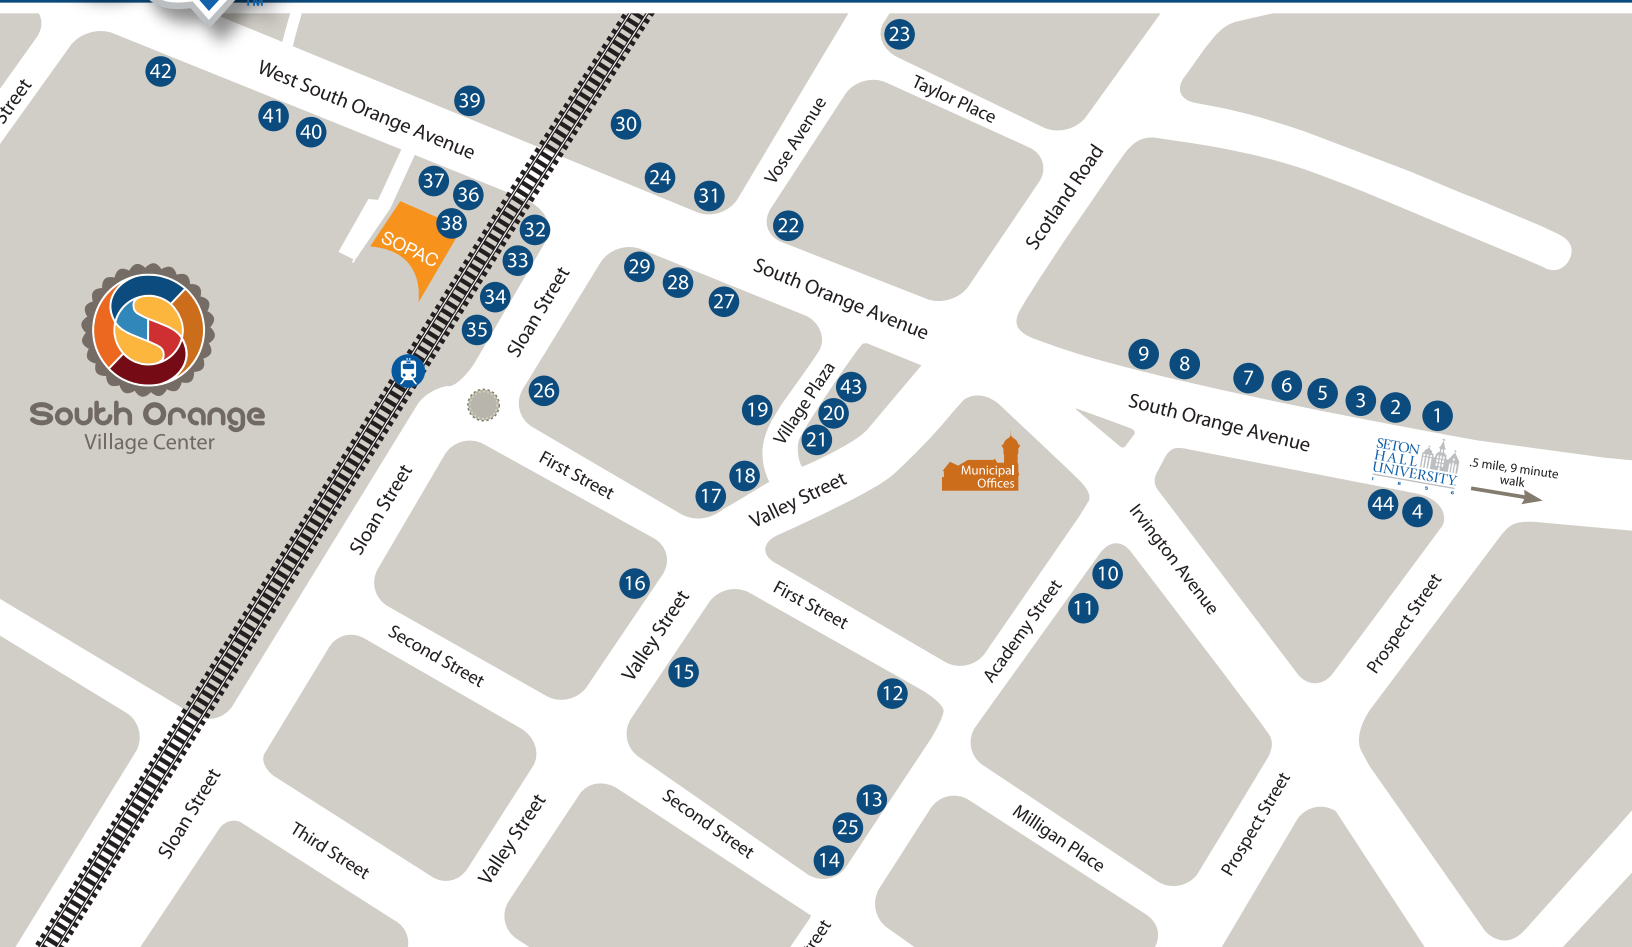 TM
23
42
Street
West South Orange Avenue
39
Taylor Place
41
40
30
Vose Avenue
24
31
37
36
38
SOPAC
32
22
Scotland Road
33
34
35
Sloan Street
29
28
27
South Orange Avenue
South Orange
Village Center
26
19
Village Plaza
43
20
21
9
8
7
6
5
3
2
1
South Orange Avenue
SETON
HALL
UNIVERSITY
.5 mile, 9 minute
walk
44
4
Municipal
Offices
First Street
18
17
Valley Street
Sloan Street
Irvington Avenue
16
First Street
10
11
Academy Street
Prospect Street
Second Street
Valley Street
15
12
13
25
14
Sloan Street
Third Street
Valley Street
Second Street
Milligan Place
Prospect Street
reet